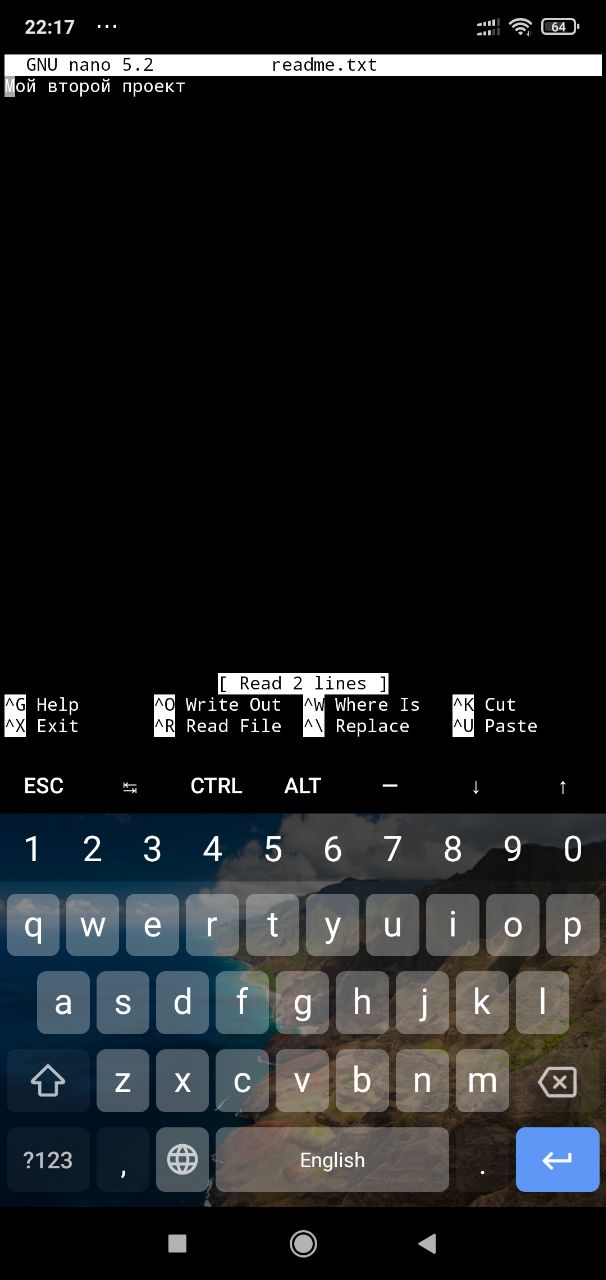 22:17 ... 64
GNU nano 5.2 readme.txt
Мой второй проект
[ Read 2 lines ]
^G Help ^O Write Out ^W Where Is ^K Cut
^X Exit ^R Read File ^\ Replace ^U Paste
ESC ↹ CTRL ALT — ↓ ↑
1 2 3 4 5 6 7 8 9 0
q w e r t y u i o p
a s d f g h j k l
z x c v b n m
?123 , English .